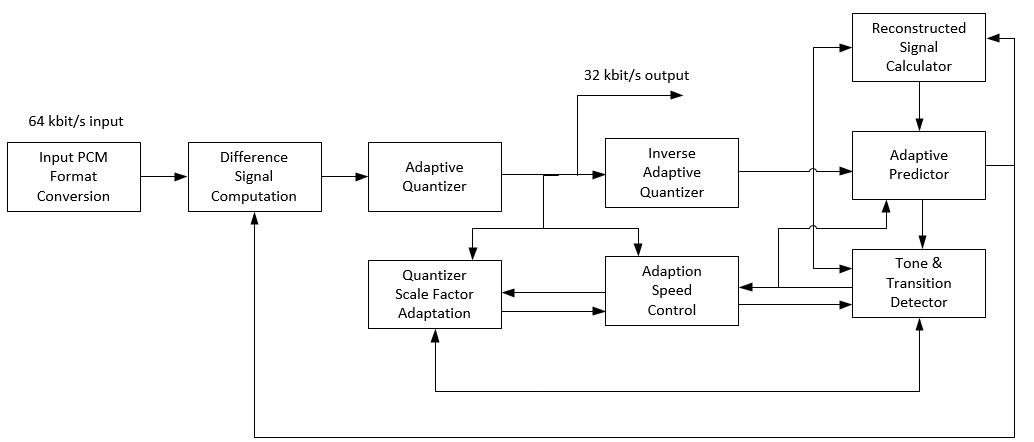 Reconstructed
Signal
Calculator
32 kbit/s output
64 kbit/s input
Input PCM
Format
Conversion
Difference
Signal
Computation
Adaptive
Quantizer
Inverse
Adaptive
Quantizer
Adaptive
Predictor
Quantizer
Scale Factor
Adaptation
Adaption
Speed
Control
Tone &
Transition
Detector